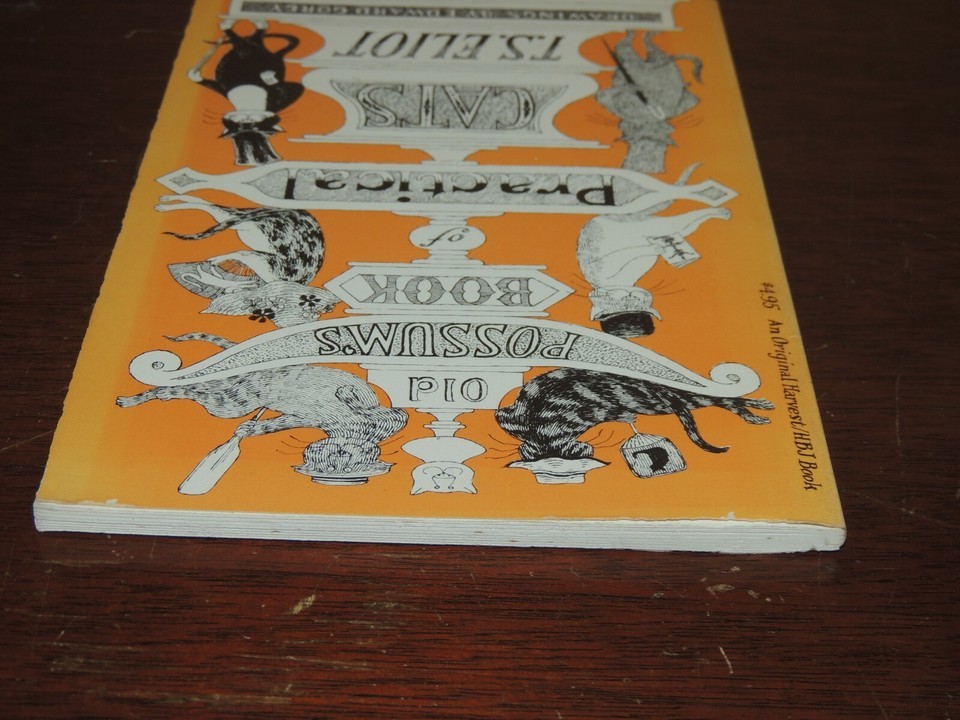 OLD
POSSUM'S
BOOK
of
Practical
CATS
T.S. ELIOT
DRAWINGS BY EDWARD GOREY
$4.95 An Original Harvest/HBJ Book